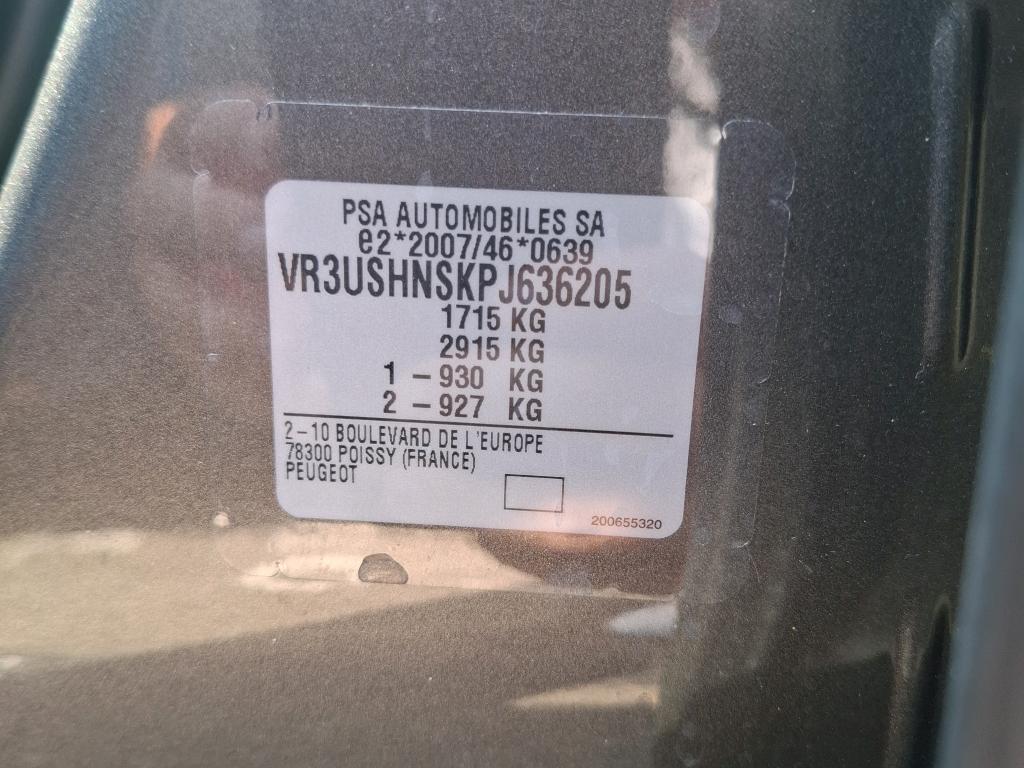 PSA AUTOMOBILES SA
e2*2007/46*0639
VR3USHNSKPJ636205
1715 KG
2915 KG
1 – 930 KG
2 – 927 KG
2–10 BOULEVARD DE L'EUROPE
78300 POISSY (FRANCE)
PEUGEOT
200655320